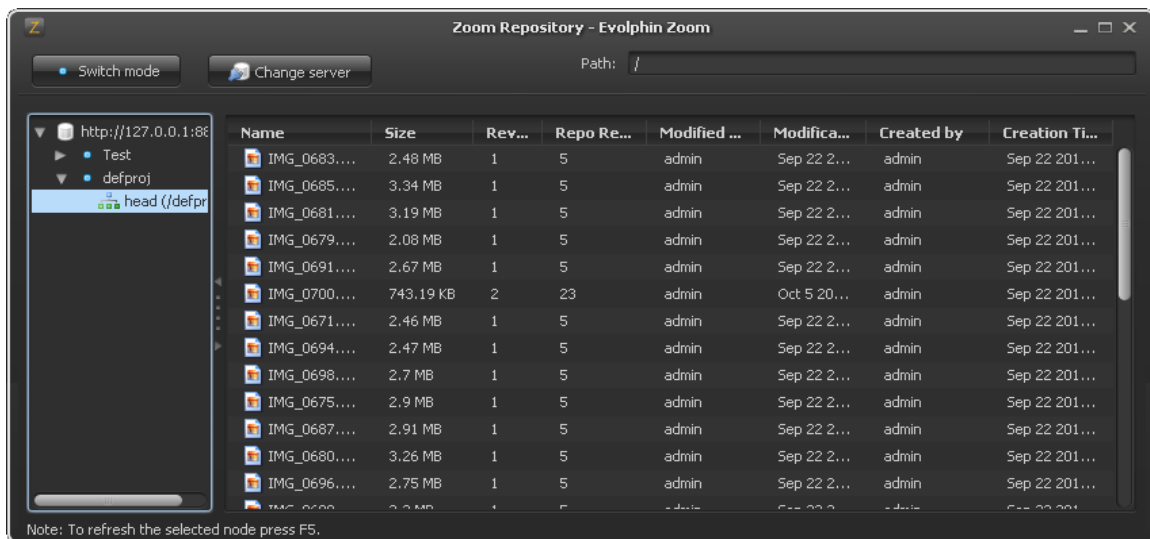 Zoom Repository - Evolphin Zoom
Switch mode
Change server
Path: /
http://127.0.0.1:88
Test
defproj
head (/defpr
Name Size Rev... Repo Re... Modified ... Modifica... Created by Creation Ti...
IMG_0683.... 2.48 MB 1 5 admin Sep 22 2... admin Sep 22 201...
IMG_0685.... 3.34 MB 1 5 admin Sep 22 2... admin Sep 22 201...
IMG_0681.... 3.19 MB 1 5 admin Sep 22 2... admin Sep 22 201...
IMG_0679.... 2.08 MB 1 5 admin Sep 22 2... admin Sep 22 201...
IMG_0691.... 2.67 MB 1 5 admin Sep 22 2... admin Sep 22 201...
IMG_0700.... 743.19 KB 2 23 admin Oct 5 20... admin Sep 22 201...
IMG_0671.... 2.46 MB 1 5 admin Sep 22 2... admin Sep 22 201...
IMG_0694.... 2.47 MB 1 5 admin Sep 22 2... admin Sep 22 201...
IMG_0698.... 2.7 MB 1 5 admin Sep 22 2... admin Sep 22 201...
IMG_0675.... 2.9 MB 1 5 admin Sep 22 2... admin Sep 22 201...
IMG_0687.... 2.91 MB 1 5 admin Sep 22 2... admin Sep 22 201...
IMG_0680.... 3.26 MB 1 5 admin Sep 22 2... admin Sep 22 201...
IMG_0696.... 2.75 MB 1 5 admin Sep 22 2... admin Sep 22 201...
Note: To refresh the selected node press F5.